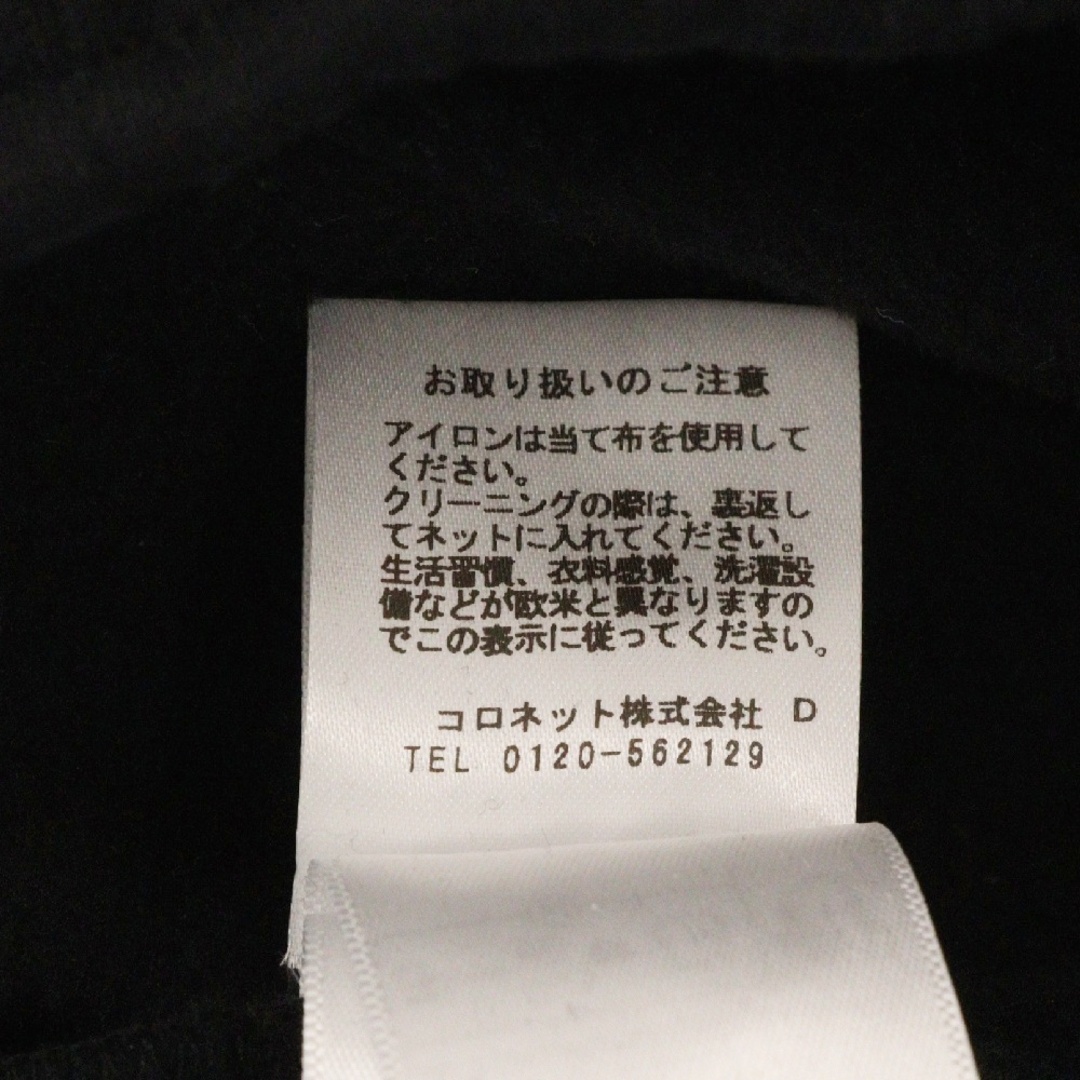 お取り扱いのご注意
アイロンは当て布を使用して
ください。
クリーニングの際は、裏返し
てネットに入れてください。
生活習慣、衣料感覚、洗濯設
備などが欧米と異なりますの
でこの表示に従ってください。
コロネット株式会社 D
TEL 0120-562129